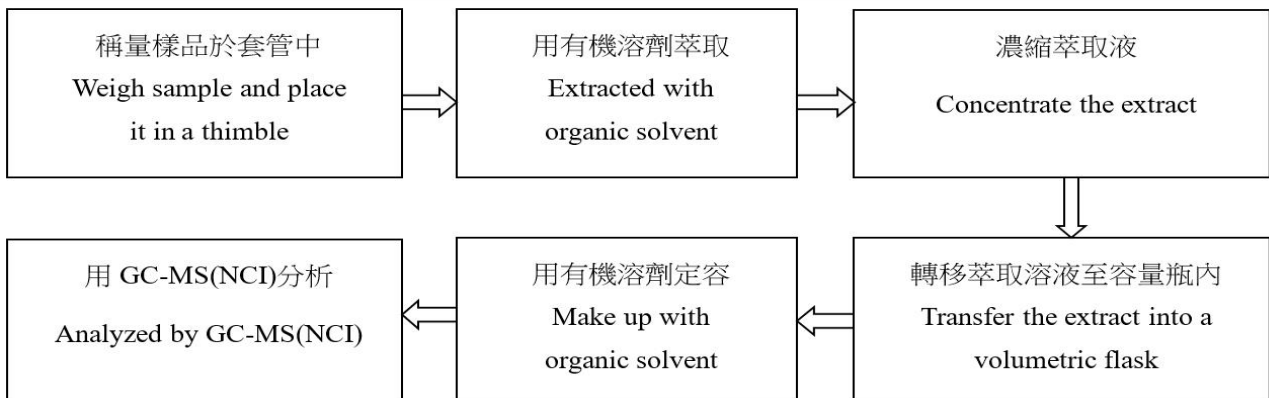 稱量樣品於套管中
Weigh sample and place
it in a thimble
用有機溶劑萃取
Extracted with
organic solvent
濃縮萃取液
Concentrate the extract
轉移萃取溶液至容量瓶內
Transfer the extract into a
volumetric flask
用有機溶劑定容
Make up with
organic solvent
用 GC-MS(NCI)分析
Analyzed by GC-MS(NCI)